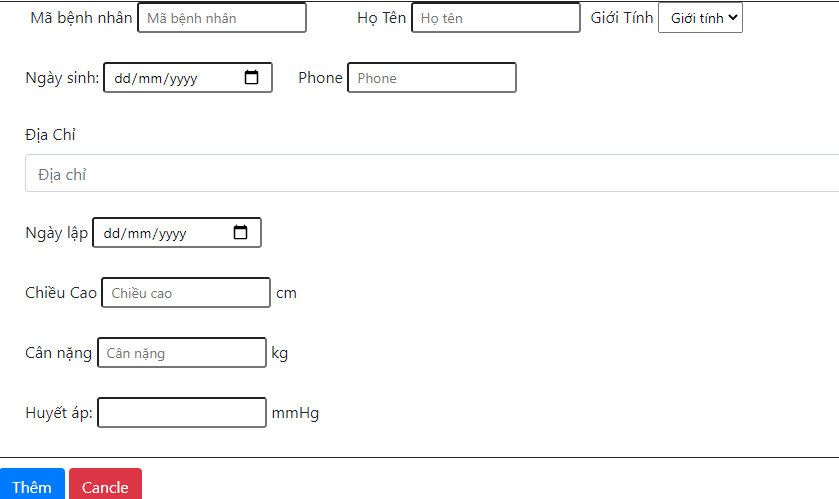 Mã bệnh nhân Mã bệnh nhân Họ Tên Họ tên Giới Tính Giới tính
Ngày sinh: dd/mm/yyyy Phone Phone
Địa Chỉ
Địa chỉ
Ngày lập dd/mm/yyyy
Chiều Cao Chiều cao cm
Cân nặng Cân nặng kg
Huyết áp: mmHg
Thêm Cancle